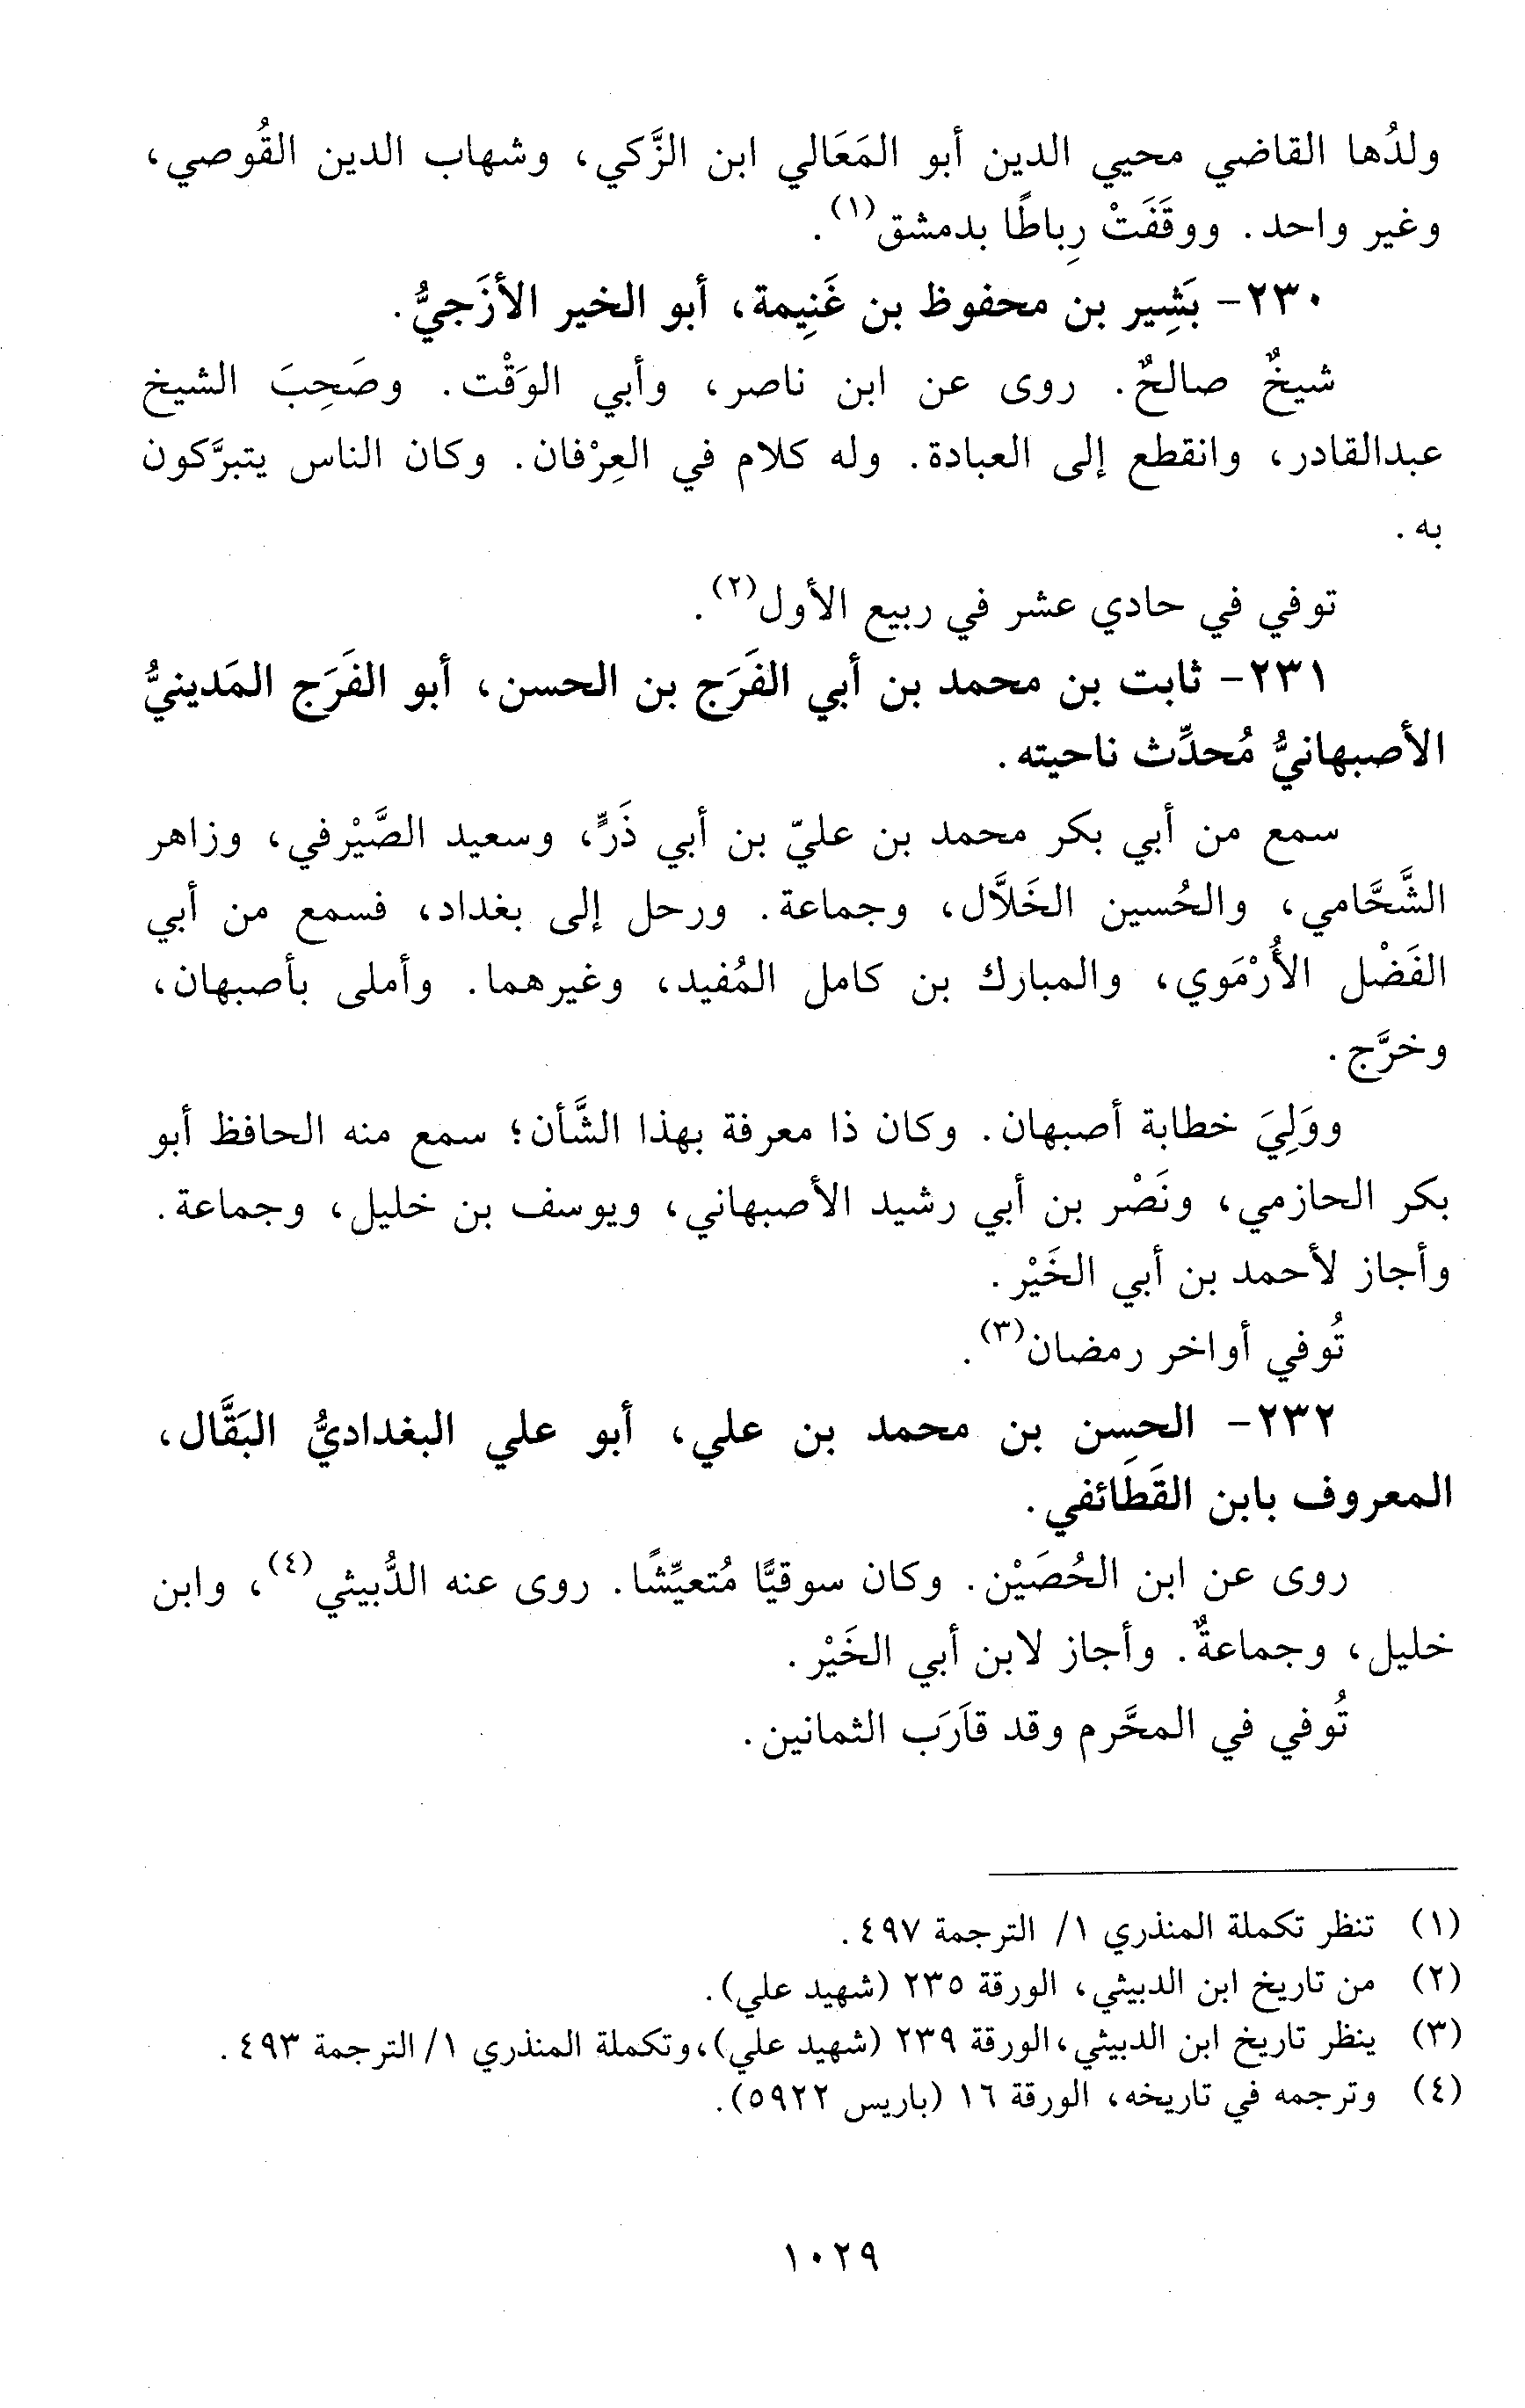 ولدُها القاضي محيي الدين أبو المَعَالي ابن الزَّكي، وشهاب الدين القُوصي،
وغير واحد. ووقَفَتْ رِباطًا بدمشق(١).
٢٣٠- بَشِير بن محفوظ بن غَنِيمة، أبو الخير الأزَجيُّ.
شيخٌ صالحٌ. روى عن ابن ناصر، وأبي الوَقْت. وصَحِبَ الشيخ
عبدالقادر، وانقطع إلى العبادة. وله كلام في العِرْفان. وكان الناس يتبرَّكون
به.
توفي في حادي عشر في ربيع الأول(٢).
٢٣١- ثابت بن محمد بن أبي الفَرَج بن الحسن، أبو الفَرَج المَدينيُّ
الأصبهانيُّ مُحدِّث ناحيته.
سمع من أبي بكر محمد بن عليّ بن أبي ذَرٍّ، وسعيد الصَّيْرفي، وزاهر
الشَّحَّامي، والحُسين الخَلَّال، وجماعة. ورحل إلى بغداد، فسمع من أبي
الفَضْل الأُرْمَوي، والمبارك بن كامل المُفيد، وغيرهما. وأملى بأصبهان،
وخرَّج.
ووَلِيَ خطابة أصبهان. وكان ذا معرفة بهذا الشَّأن؛ سمع منه الحافظ أبو
بكر الحازمي، ونَصْر بن أبي رشيد الأصبهاني، ويوسف بن خليل، وجماعة.
وأجاز لأحمد بن أبي الخَيْر.
تُوفي أواخر رمضان(٣).
٢٣٢- الحسن بن محمد بن علي، أبو علي البغداديُّ البَقَّال،
المعروف بابن القَطَائفي.
روى عن ابن الحُصَيْن. وكان سوقيًّا مُتعيِّشًا. روى عنه الدُّبيثي(٤)، وابن
خليل، وجماعةٌ. وأجاز لابن أبي الخَيْر.
تُوفي في المحَّرم وقد قاَرَب الثمانين.
(١) تنظر تكملة المنذري ١/ الترجمة ٤٩٧.
(٢) من تاريخ ابن الدبيثي، الورقة ٢٣٥ (شهيد علي).
(٣) ينظر تاريخ ابن الدبيثي،الورقة ٢٣٩ (شهيد علي)،وتكملة المنذري ١/ الترجمة ٤٩٣.
(٤) وترجمه في تاريخه، الورقة ١٦ (باريس ٥٩٢٢).
١٠٢٩